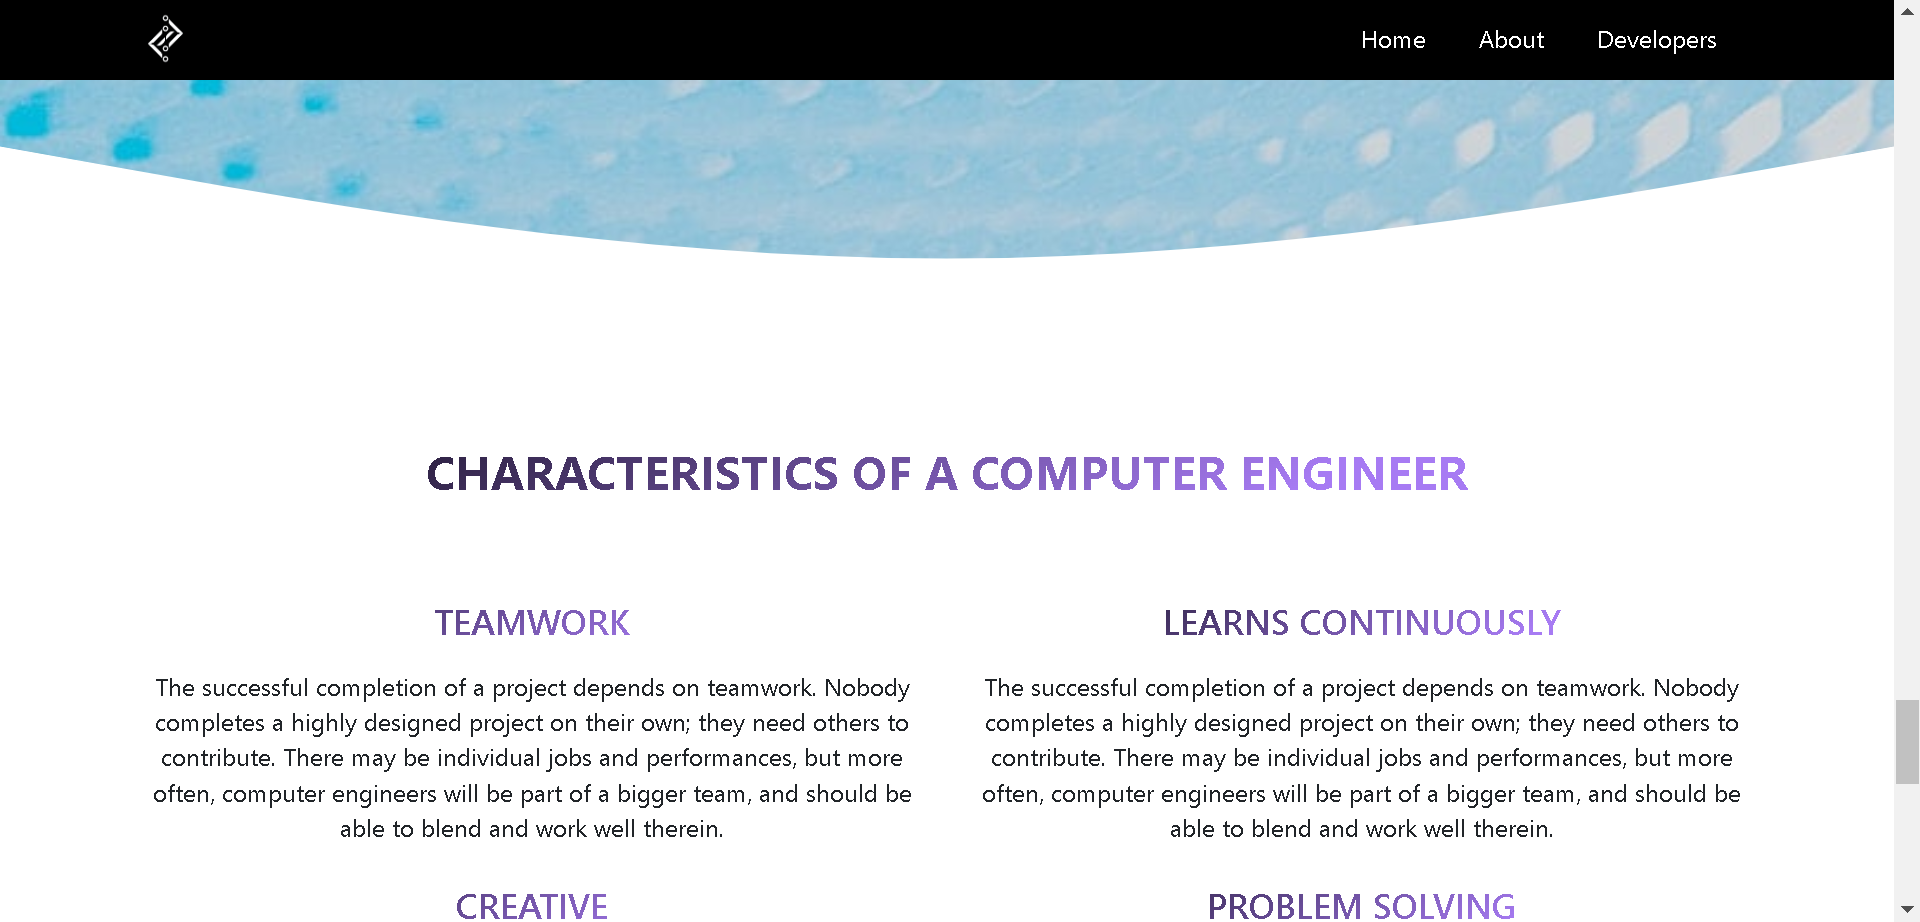 Home About Developers
CHARACTERISTICS OF A COMPUTER ENGINEER
TEAMWORK
The successful completion of a project depends on teamwork. Nobody
completes a highly designed project on their own; they need others to
contribute. There may be individual jobs and performances, but more
often, computer engineers will be part of a bigger team, and should be
able to blend and work well therein.
LEARNS CONTINUOUSLY
The successful completion of a project depends on teamwork. Nobody
completes a highly designed project on their own; they need others to
contribute. There may be individual jobs and performances, but more
often, computer engineers will be part of a bigger team, and should be
able to blend and work well therein.
CREATIVE
PROBLEM SOLVING